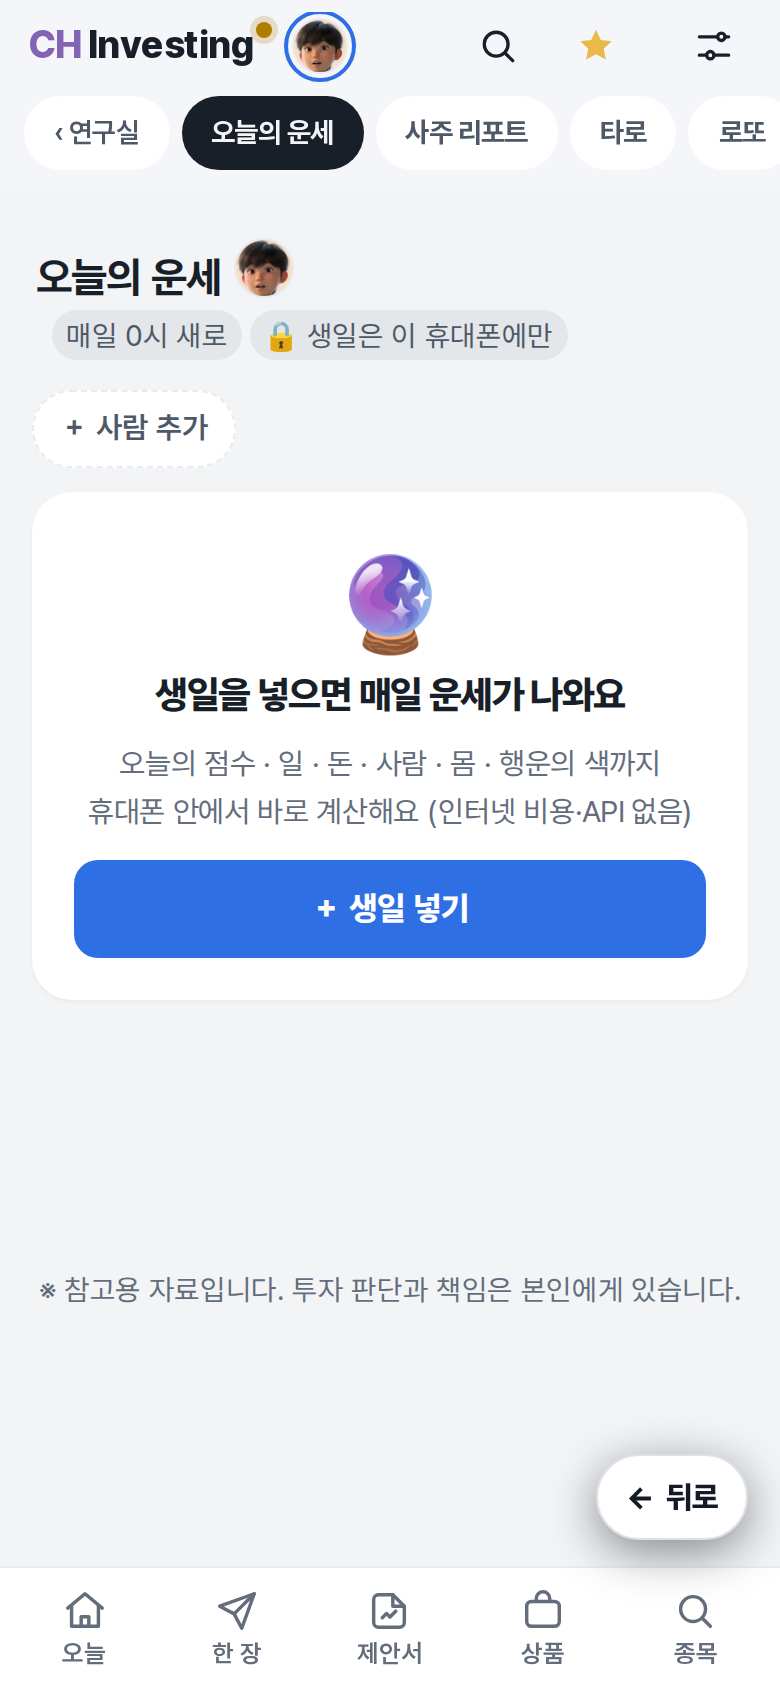 CH Investing
‹ 연구실
오늘의 운세
사주 리포트
타로
로또
오늘의 운세
매일 0시 새로
🔒 생일은 이 휴대폰에만
+ 사람 추가
생일을 넣으면 매일 운세가 나와요
오늘의 점수 · 일 · 돈 · 사람 · 몸 · 행운의 색까지
휴대폰 안에서 바로 계산해요 (인터넷 비용·API 없음)
+ 생일 넣기
※ 참고용 자료입니다. 투자 판단과 책임은 본인에게 있습니다.
← 뒤로
오늘
한 장
제안서
상품
종목